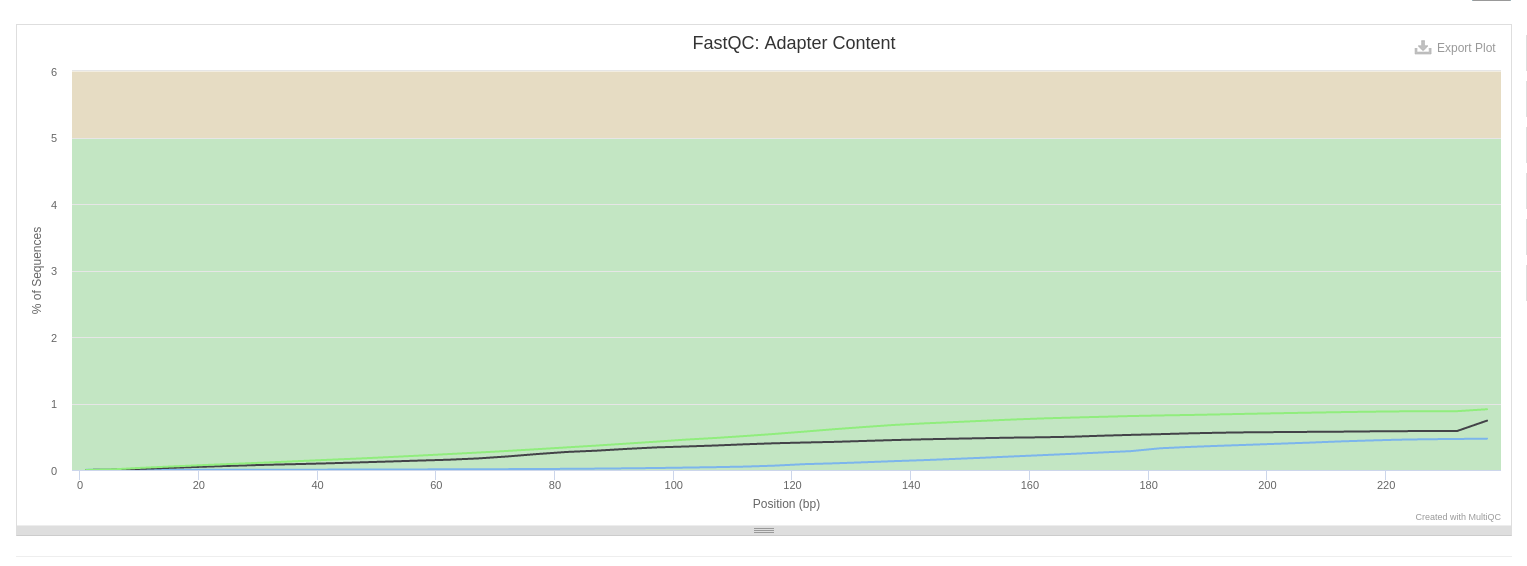 FastQC: Adapter Content
Export Plot
6
5
4
3
2
1
0
% of Sequences
0 20 40 60 80 100 120 140 160 180 200 220
Position (bp)
Created with MultiQC